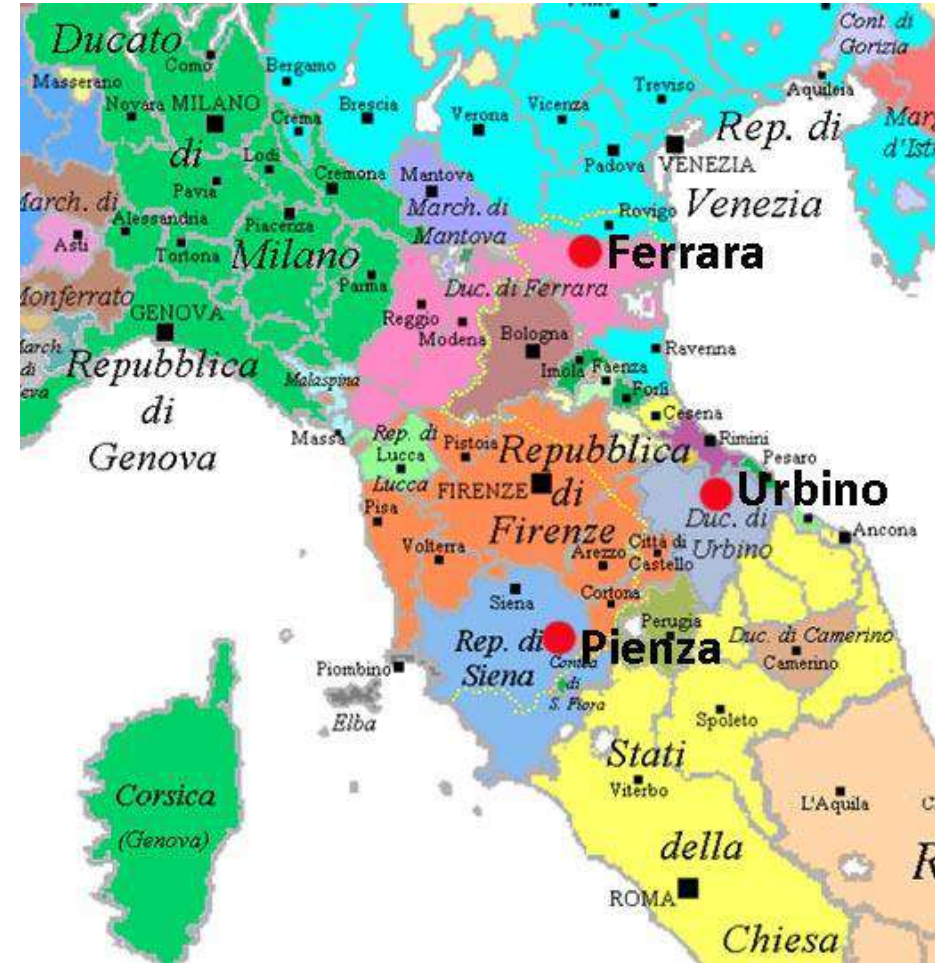 Ducato
Como
Bergamo
Masserano
Novara
MILANO
Crema
Brescia
Verona
Vicenza
Treviso
Cont. di
Gorizia
Aquileia
Rep. di
di
Lodi
Pavia
Cremona
Mantova
Padova
VENEZIA
Venezia
March. di
Asti
Alessandria
Tortona
Piacenza
Milano
Parma
March. di
Mantova
Rovigo
Ferrara
Duc. di Ferrara
Monferrato
GENOVA
Reggio
Modena
Bologna
Imola
Faenza
Forlì
Ravenna
Cesena
March
di
Repubblica
di
Genova
Malaspina
Massa
Rep. di
Lucca
Lucca
Pistoia
Repubblica
di
Firenze
FIRENZE
Rimini
Pesaro
Urbino
Duc. di
Urbino
Ancona
Pisa
Volterra
Arezzo
Città di
Castello
Siena
Cortona
Perugia
Rep. di
Siena
Pienza
Contea
di
S. Fiora
Duc. di Camerino
Camerino
Piombino
Elba
Spoleto
Stati
Viterbo
L'Aquila
Corsica
(Genova)
della
ROMA
Chiesa
R